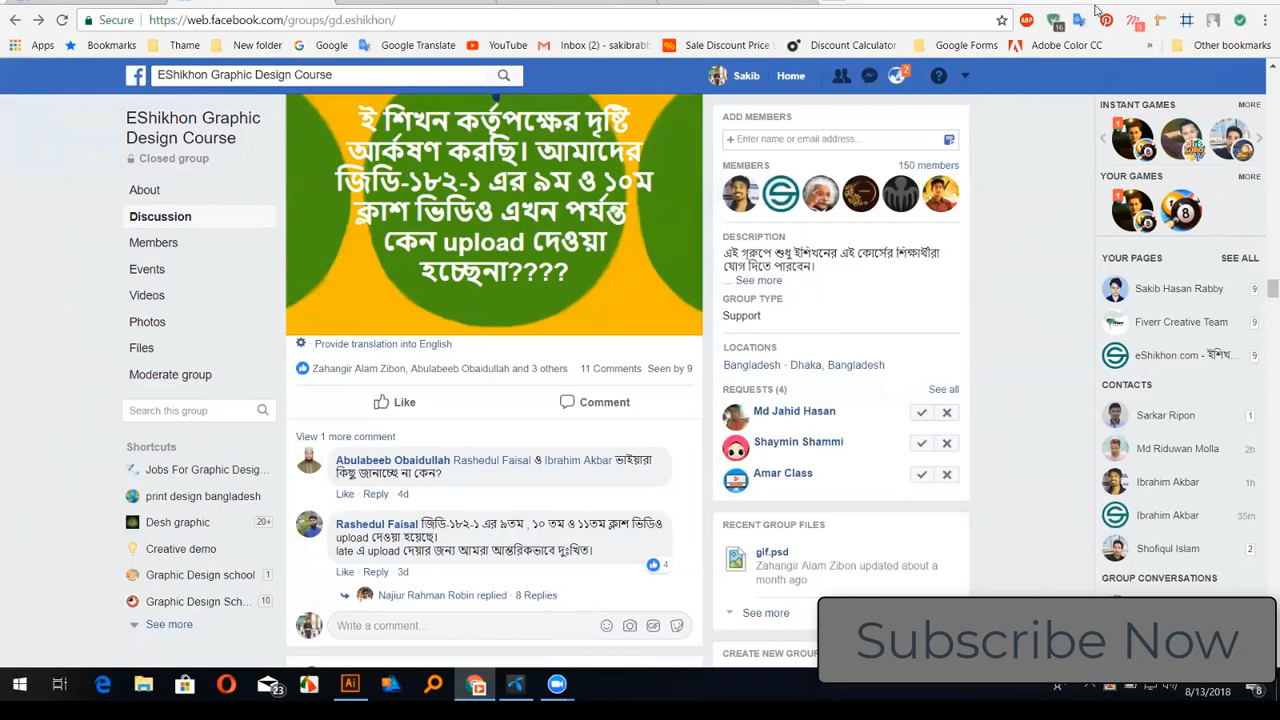 Secure https://web.facebook.com/groups/gd.eshikhon/
Apps Bookmarks Thame New folder Google Google Translate YouTube Inbox (2) - sakibrabb Sale Discount Price Discount Calculator Google Forms Adobe Color CC » Other bookmarks
EShikhon Graphic Design Course
Sakib Home 2
EShikhon Graphic
Design Course
Closed group
About
Discussion
Members
Events
Videos
Photos
Files
Moderate group
Search this group
Shortcuts
Jobs For Graphic Desig...
print design bangladesh
Desh graphic 20+
Creative demo
Graphic Design school 1
Graphic Design Sch... 10
See more
ই শিখন কর্তৃপক্ষের দৃষ্টি
আর্কষণ করছি। আমাদের
জিডি-১৮২-১ এর ৯ম ও ১০ম
ক্লাশ ভিডিও এখন পর্যন্ত
কেন upload দেওয়া
হচ্ছেনা????
Provide translation into English
Zahangir Alam Zibon, Abulabeeb Obaidullah and 3 others 11 Comments Seen by 9
Like Comment
View 1 more comment
Abulabeeb Obaidullah Rashedul Faisal ও Ibrahim Akbar ভাইয়ারা
কিছু জানাচ্ছে না কেন?
Like Reply 4d
Rashedul Faisal জিডি-১৮২-১ এর ৯তম , ১০ তম ও ১১তম ক্লাশ ভিডিও
upload দেওয়া হয়েছে।
late এ upload দেয়ার জন্য আমরা আন্তরিকভাবে দুঃখিত।
4
Like Reply 3d
Najiur Rahman Robin replied · 8 Replies
Write a comment...
ADD MEMBERS
+ Enter name or email address...
MEMBERS 150 members
DESCRIPTION
এই গ্রুপে শুধু ইশিখনের এই কোর্সের শিক্ষার্থীরা
যোগ দিতে পারবেন।
... See more
GROUP TYPE
Support
LOCATIONS
Bangladesh · Dhaka, Bangladesh
REQUESTS (4) See all
Md Jahid Hasan
Shaymin Shammi
Amar Class
RECENT GROUP FILES
gif.psd
Zahangir Alam Zibon updated about a
month ago
See more
CREATE NEW GROU
INSTANT GAMES MORE
YOUR GAMES MORE
YOUR PAGES SEE ALL
Sakib Hasan Rabby 9
Fiverr Creative Team 9
eShikhon.com - ইশিখ... 9
CONTACTS
Sarkar Ripon 1
Md Riduwan Molla 2h
Ibrahim Akbar 1h
Ibrahim Akbar 35m
Shofiqul Islam 2
GROUP CONVERSATIONS
Subscribe Now
23
8/13/2018 8